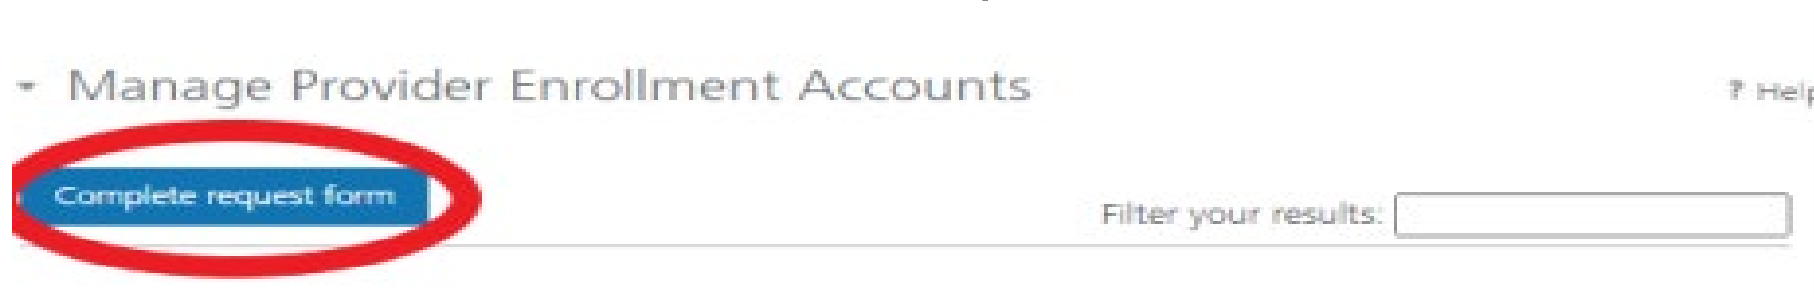 Manage Provider Enrollment Accounts
? Help
Complete request form
Filter your results: